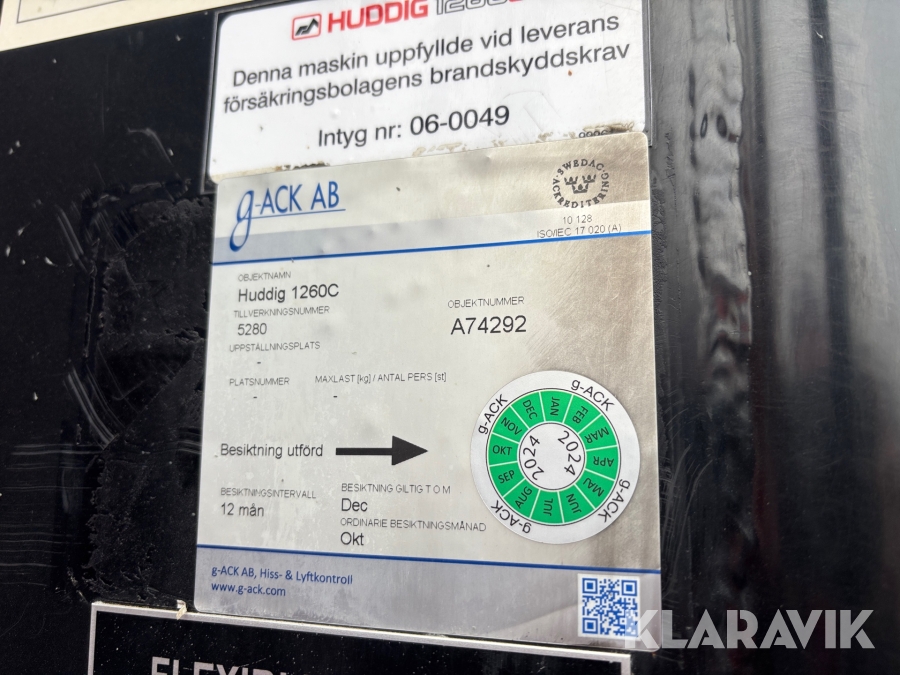 HUDDIG 1260
Denna maskin uppfyllde vid leverans
försäkringsbolagens brandskyddskrav
Intyg nr: 06-0049
g-ACK AB
SWEDAC
ACKREDITERING
10 128
ISO/IEC 17 020 (A)
OBJEKTNAMN
Huddig 1260C
TILLVERKNINGSNUMMER
5280
OBJEKTNUMMER
A74292
UPPSTÄLLNINGSPLATS
-
PLATSNUMMER
-
MAXLAST [kg] / ANTAL PERS [st]
-
Besiktning utförd
g-ACK g-ACK g-ACK g-ACK
JAN FEB MAR APR MAJ JUN JUL AUG SEP OKT NOV DEC
2024 2024
BESIKTNINGSINTERVALL
12 mån
BESIKTNING GILTIG T O M
Dec
ORDINARIE BESIKTNINGSMÅNAD
Okt
g-ACK AB, Hiss- & Lyftkontroll
www.g-ack.com
KLARAVIK